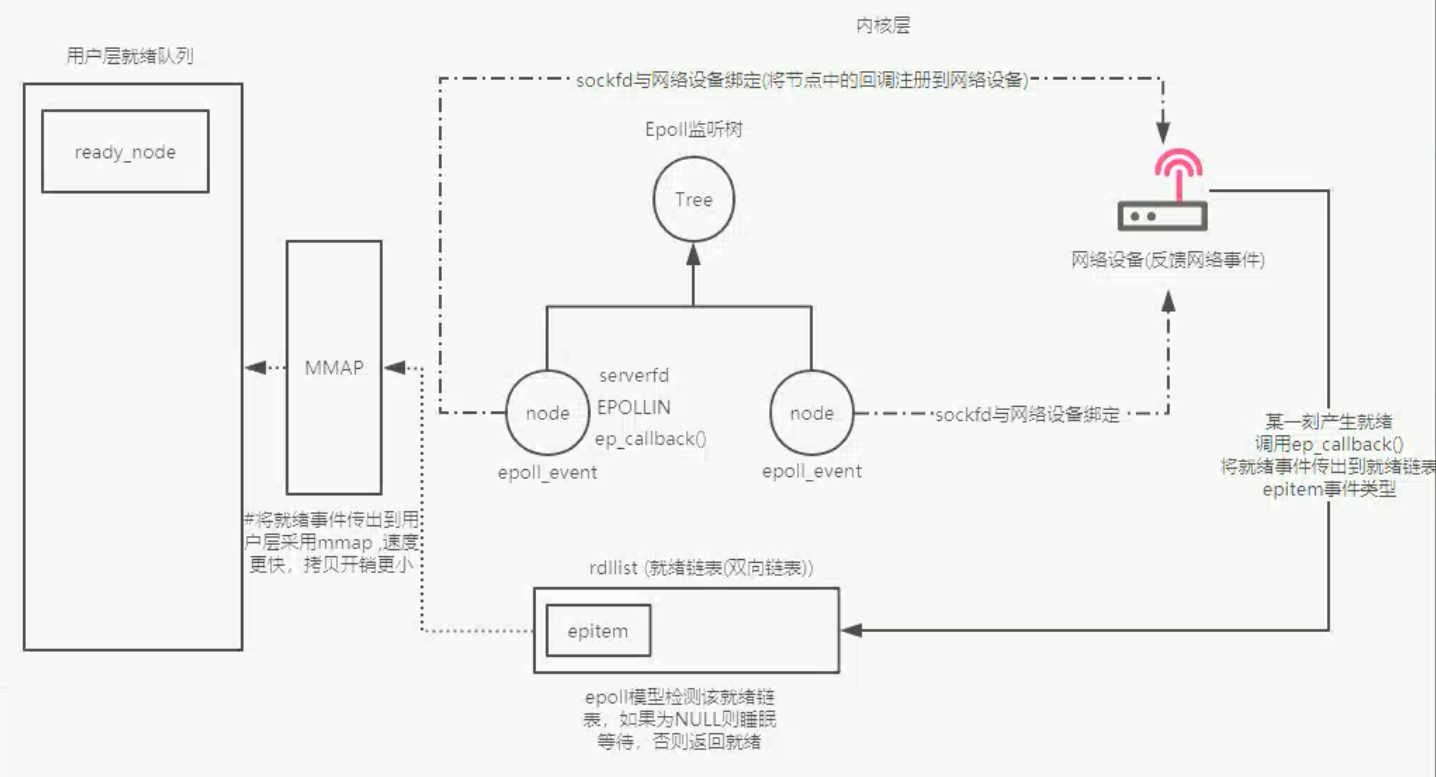 内核层
用户层就绪队列
sockfd与网络设备绑定(将节点中的回调注册到网络设备)
Epoll监听树
ready_node
Tree
网络设备(反馈网络事件)
MMAP
serverfd
node
EPOLLIN
ep_callback()
epoll_event
node
epoll_event
sockfd与网络设备绑定
某一刻产生就绪
调用ep_callback()
将就绪事件传出到就绪链表
epitem事件类型
#将就绪事件传出到用
户层采用mmap ,速度
更快，拷贝开销更小
rdllist (就绪链表(双向链表))
epitem
epoll模型检测该就绪链
表，如果为NULL则睡眠
等待，否则返回就绪